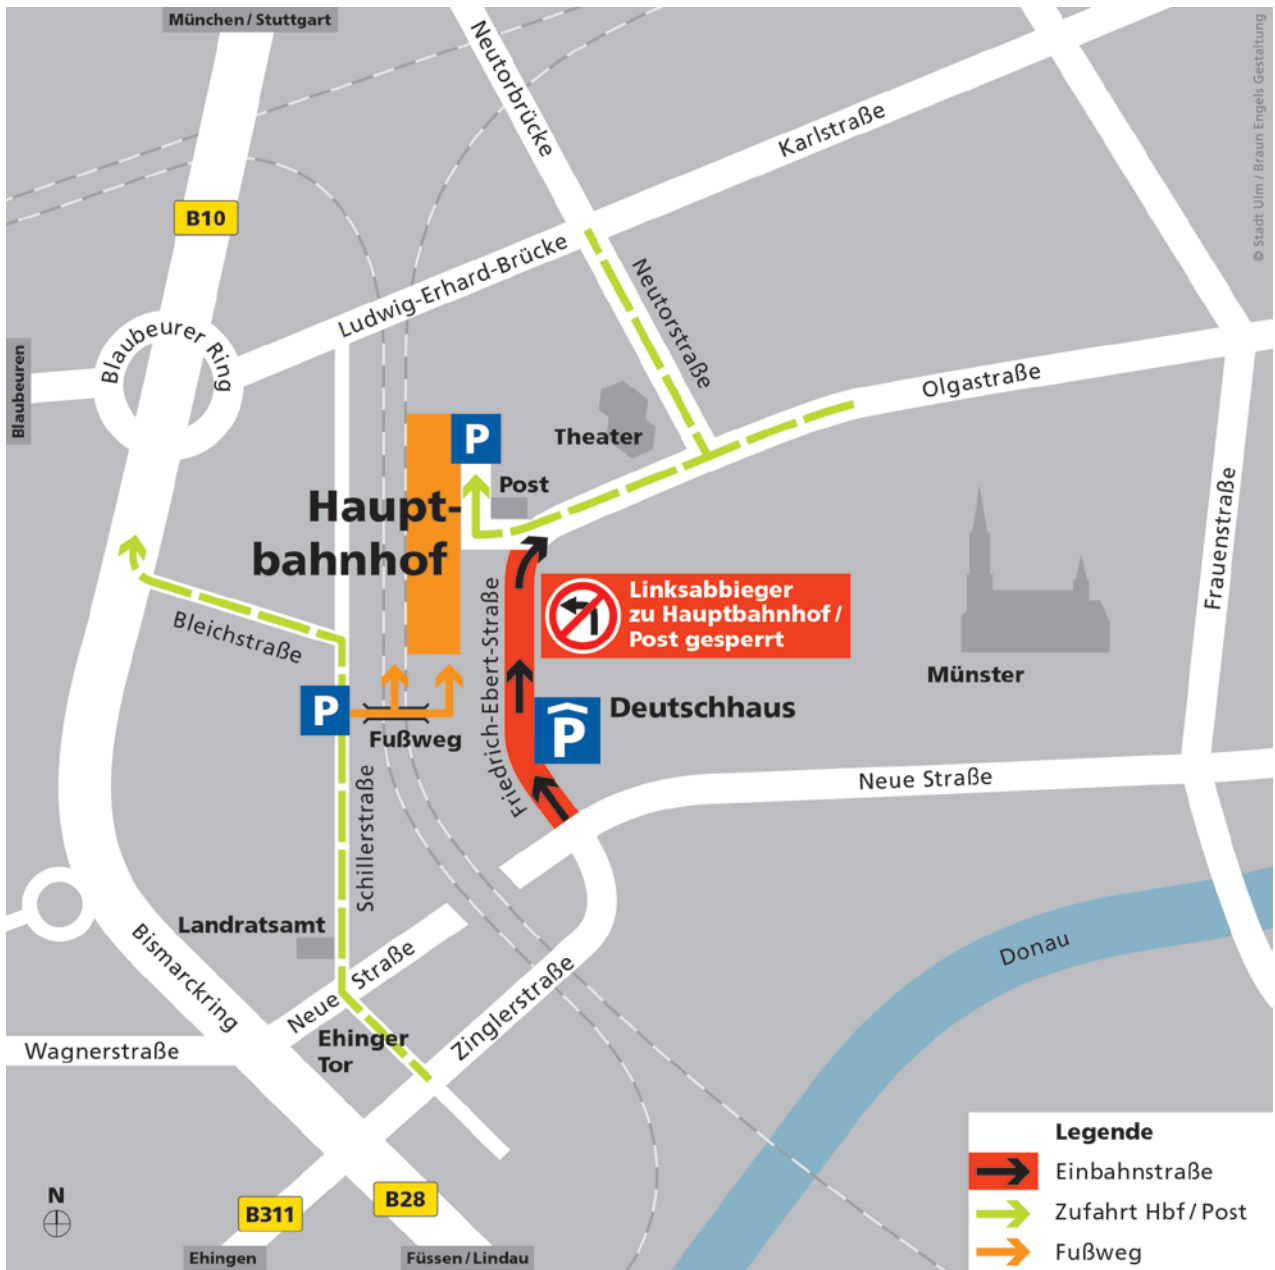 München / Stuttgart
© Stadt Ulm / Braun Engels Gestaltung
Neutorbrücke
Karlstraße
B10
Ludwig-Erhard-Brücke
Neutorstraße
Blaubeurer Ring
Blaubeuren
Olgastraße
P
Theater
Post
Haupt-
bahnhof
Frauenstraße
Linksabbieger
zu Hauptbahnhof /
Post gesperrt
Friedrich-Ebert-Straße
Bleichstraße
Münster
P
Fußweg
P
Deutschhaus
Neue Straße
Schillerstraße
Landratsamt
Bismarckring
Neue Straße
Donau
Zinglerstraße
Ehinger
Tor
Wagnerstraße
N
B311
B28
Ehingen
Füssen / Lindau
Legende
Einbahnstraße
Zufahrt Hbf / Post
Fußweg